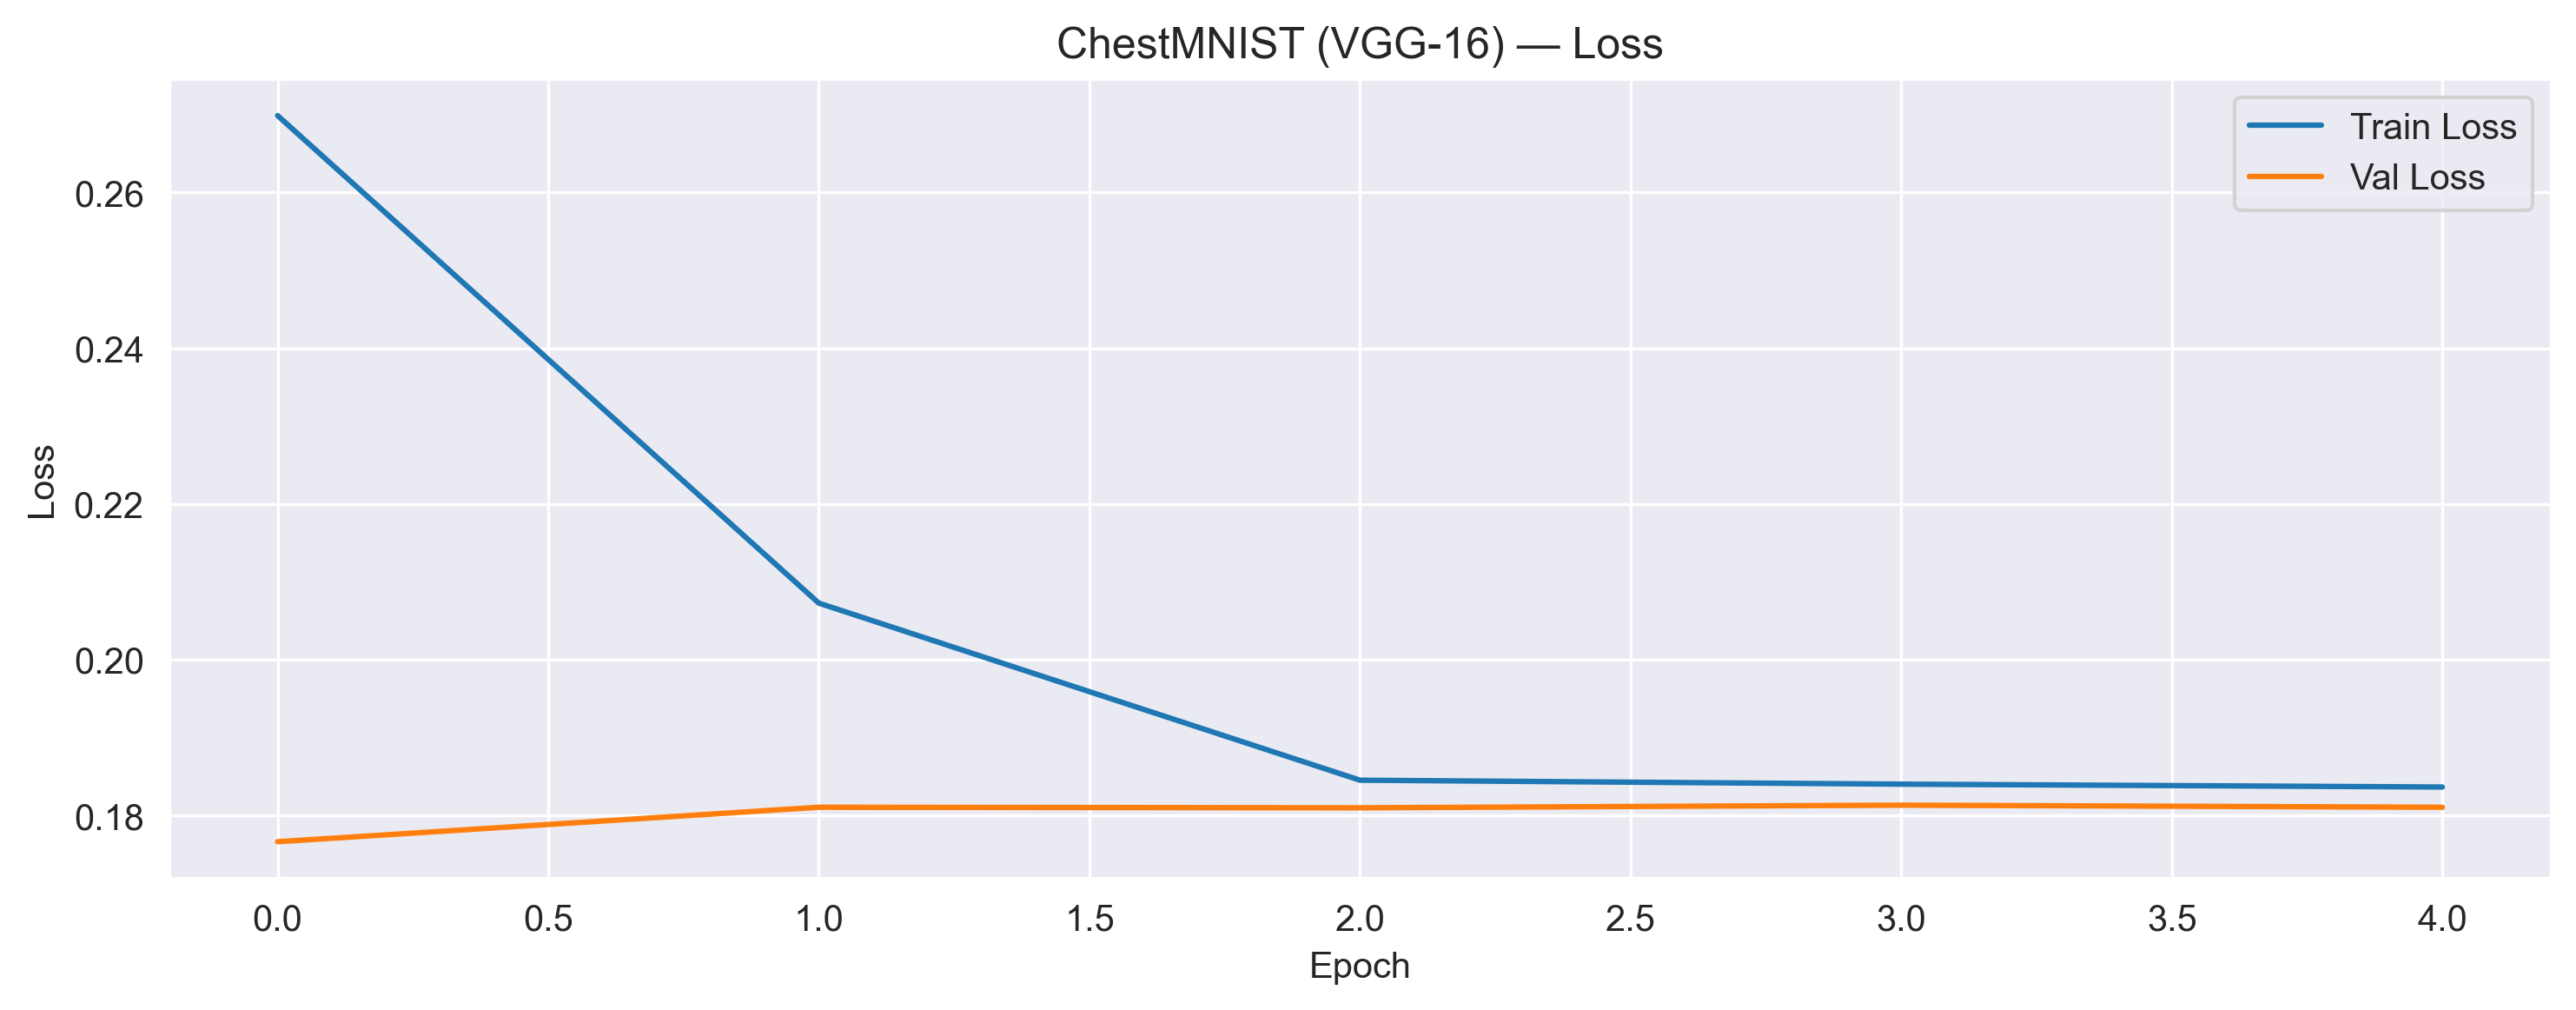 ChestMNIST (VGG-16) — Loss
Train Loss
Val Loss
0.26
0.24
0.22
0.20
0.18
Loss
0.0 0.5 1.0 1.5 2.0 2.5 3.0 3.5 4.0
Epoch